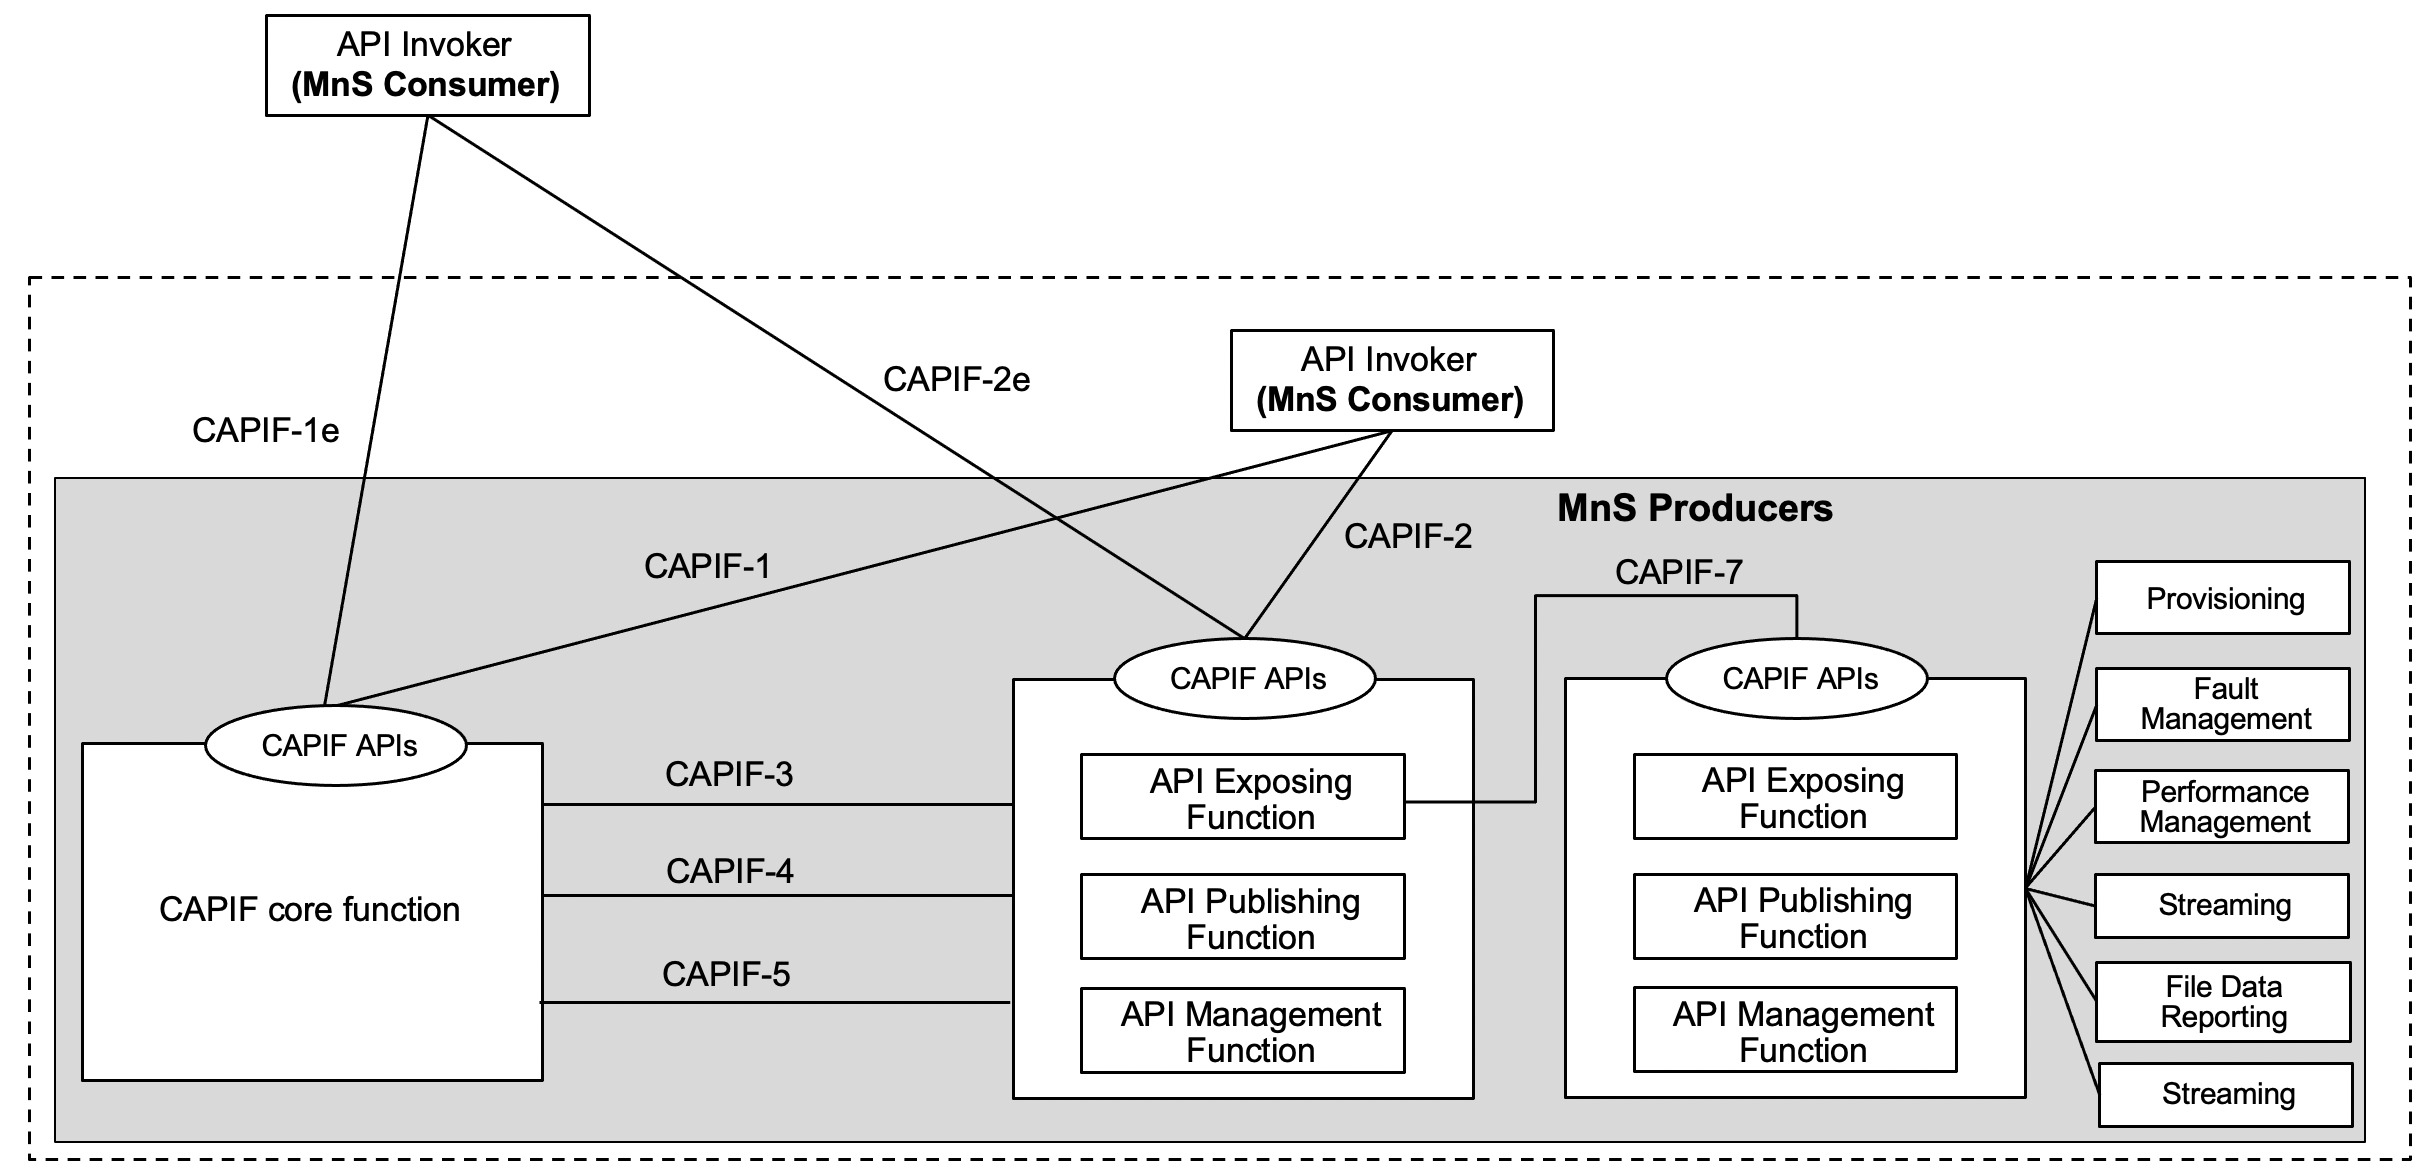 API Invoker
(MnS Consumer)
CAPIF-2e
API Invoker
(MnS Consumer)
CAPIF-1e
MnS Producers
CAPIF-2
CAPIF-1
CAPIF-7
Provisioning
CAPIF APIs
CAPIF APIs
Fault
Management
CAPIF APIs
CAPIF-3
API Exposing
Function
API Exposing
Function
Performance
Management
CAPIF-4
CAPIF core function
API Publishing
Function
API Publishing
Function
Streaming
CAPIF-5
API Management
Function
API Management
Function
File Data
Reporting
Streaming